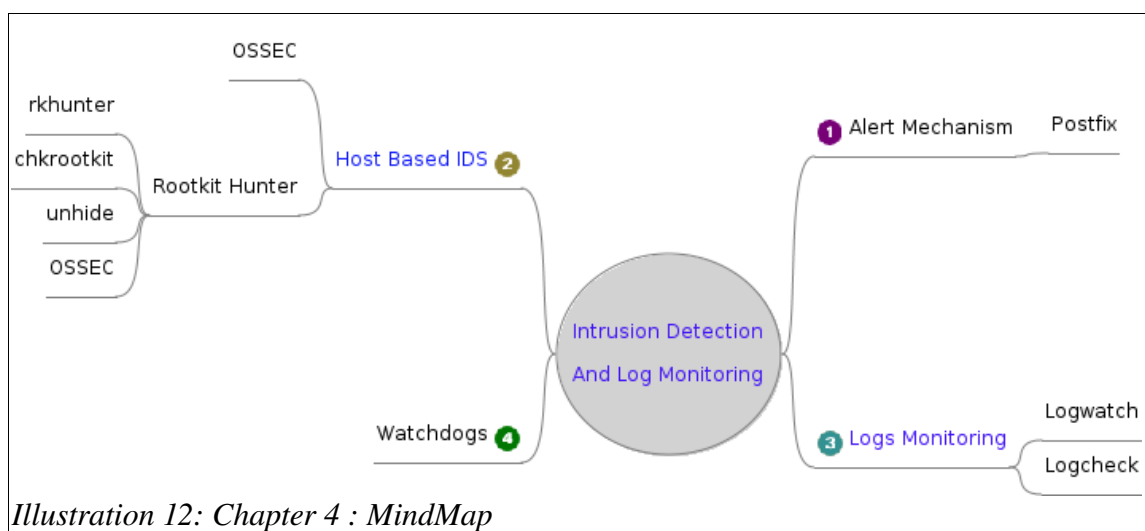 OSSEC
rkhunter
chkrootkit
unhide
OSSEC
Rootkit Hunter
Host Based IDS 2
Watchdogs 4
Intrusion Detection
And Log Monitoring
1 Alert Mechanism
Postfix
3 Logs Monitoring
Logwatch
Logcheck
Illustration 12: Chapter 4 : MindMap